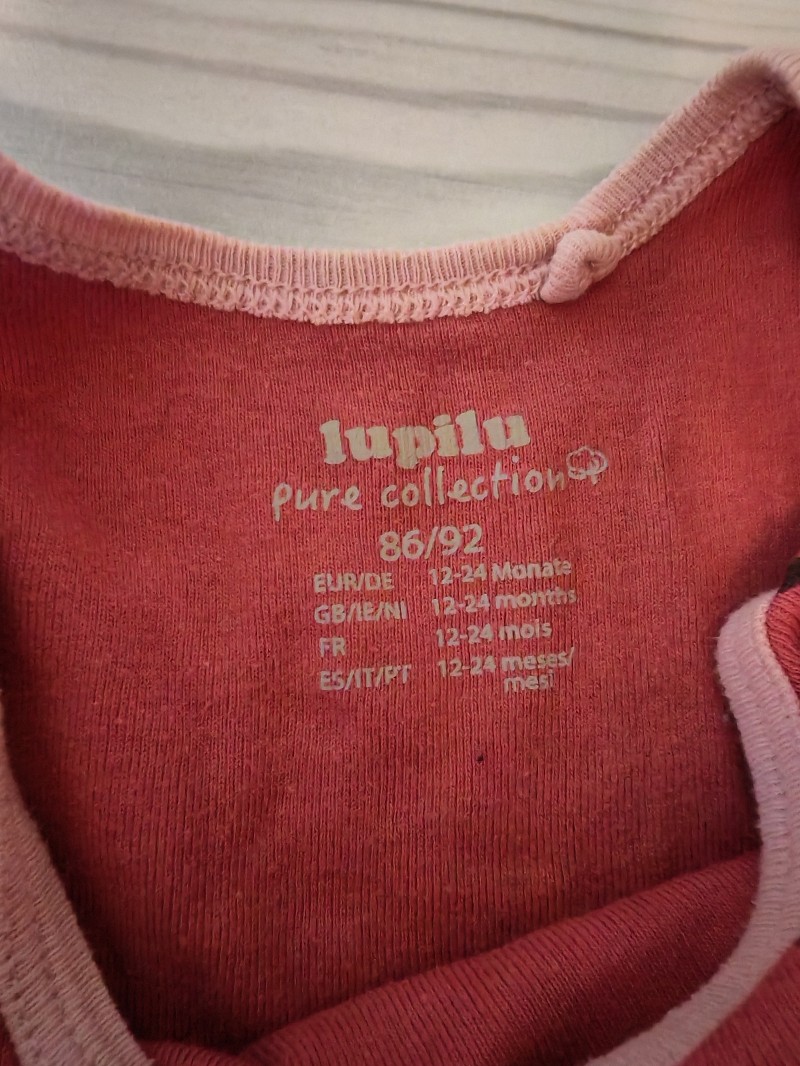 lupilu
pure collection
86/92
EUR/DE 12-24 Monate
GB/IE/NI 12-24 months
FR 12-24 mois
ES/IT/PT 12-24 meses/
mesi